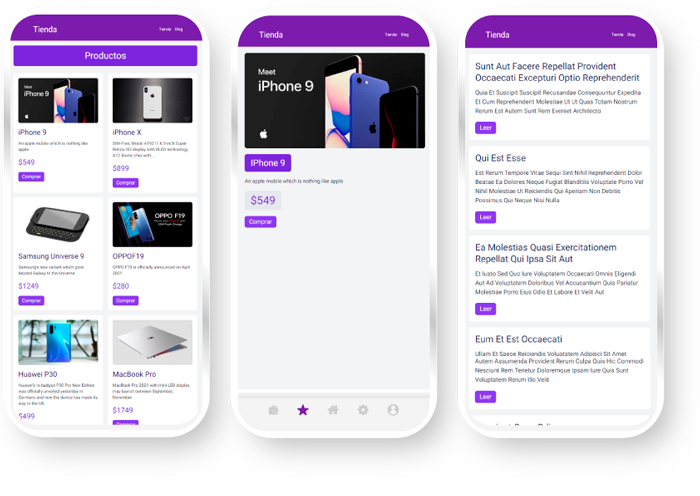 Tienda
Tienda Blog
Productos
Meet
iPhone 9
iPhone 9
An apple mobile which is nothing like
apple
$549
Comprar
iPhone X
SIM-Free, Model A19211 6.5-inch Super
Retina HD display with OLED technology
A12 Bionic chip with ...
$899
Comprar
Samsung Universe 9
Samsung's new variant which goes
beyond Galaxy to the Universe
$1249
Comprar
OPPO F19
OPPOF19
OPPO F19 is officially announced on April
2021.
$280
Comprar
Huawei P30
Huawei's re-badged P30 Pro New Edition
was officially unveiled yesterday in
Germany and now the device has made its
way to the UK.
$499
MacBook Pro
MacBook Pro 2021 with mini-LED display
may launch between September,
November
$1749
Comprar
Tienda
Tienda Blog
Meet
iPhone 9
IPhone 9
An apple mobile which is nothing like apple
$549
Comprar
Tienda
Tienda Blog
Sunt Aut Facere Repellat Provident
Occaecati Excepturi Optio Reprehenderit
Quia Et Suscipit Suscipit Recusandae Consequuntur Expedita
Et Cum Reprehenderit Molestiae Ut Ut Quas Totam Nostrum
Rerum Est Autem Sunt Rem Eveniet Architecto
Leer
Qui Est Esse
Est Rerum Tempore Vitae Sequi Sint Nihil Reprehenderit Dolor
Beatae Ea Dolores Neque Fugiat Blanditiis Voluptate Porro Vel
Nihil Molestiae Ut Reiciendis Qui Aperiam Non Debitis
Possimus Qui Neque Nisi Nulla
Leer
Ea Molestias Quasi Exercitationem
Repellat Qui Ipsa Sit Aut
Et Iusto Sed Quo Iure Voluptatem Occaecati Omnis Eligendi
Aut Ad Voluptatem Doloribus Vel Accusantium Quis Pariatur
Molestiae Porro Eius Odio Et Labore Et Velit Aut
Leer
Eum Et Est Occaecati
Ullam Et Saepe Reiciendis Voluptatem Adipisci Sit Amet
Autem Assumenda Provident Rerum Culpa Quis Hic Commodi
Nesciunt Rem Tenetur Doloremque Ipsam Iure Quis Sunt
Voluptatem Rerum Illo Velit
Leer